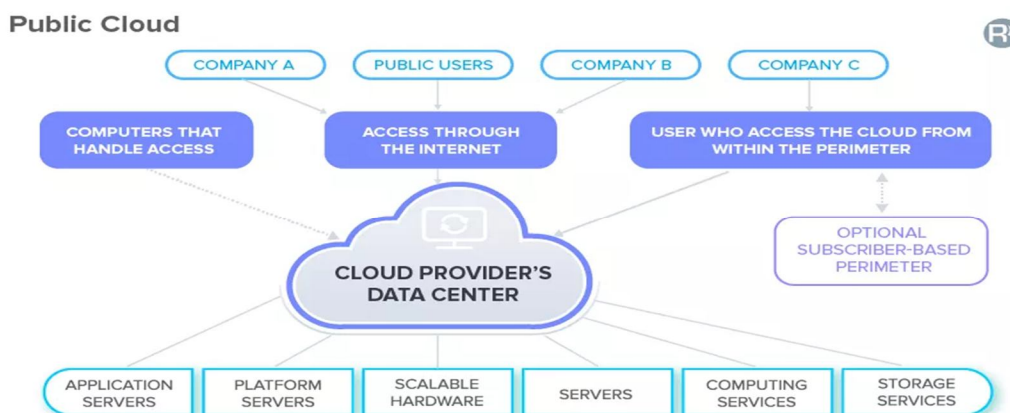 Public Cloud
R
COMPANY A
PUBLIC USERS
COMPANY B
COMPANY C
COMPUTERS THAT
HANDLE ACCESS
ACCESS THROUGH
THE INTERNET
USER WHO ACCESS THE CLOUD FROM
WITHIN THE PERIMETER
OPTIONAL
SUBSCRIBER-BASED
PERIMETER
CLOUD PROVIDER'S
DATA CENTER
APPLICATION
SERVERS
PLATFORM
SERVERS
SCALABLE
HARDWARE
SERVERS
COMPUTING
SERVICES
STORAGE
SERVICES